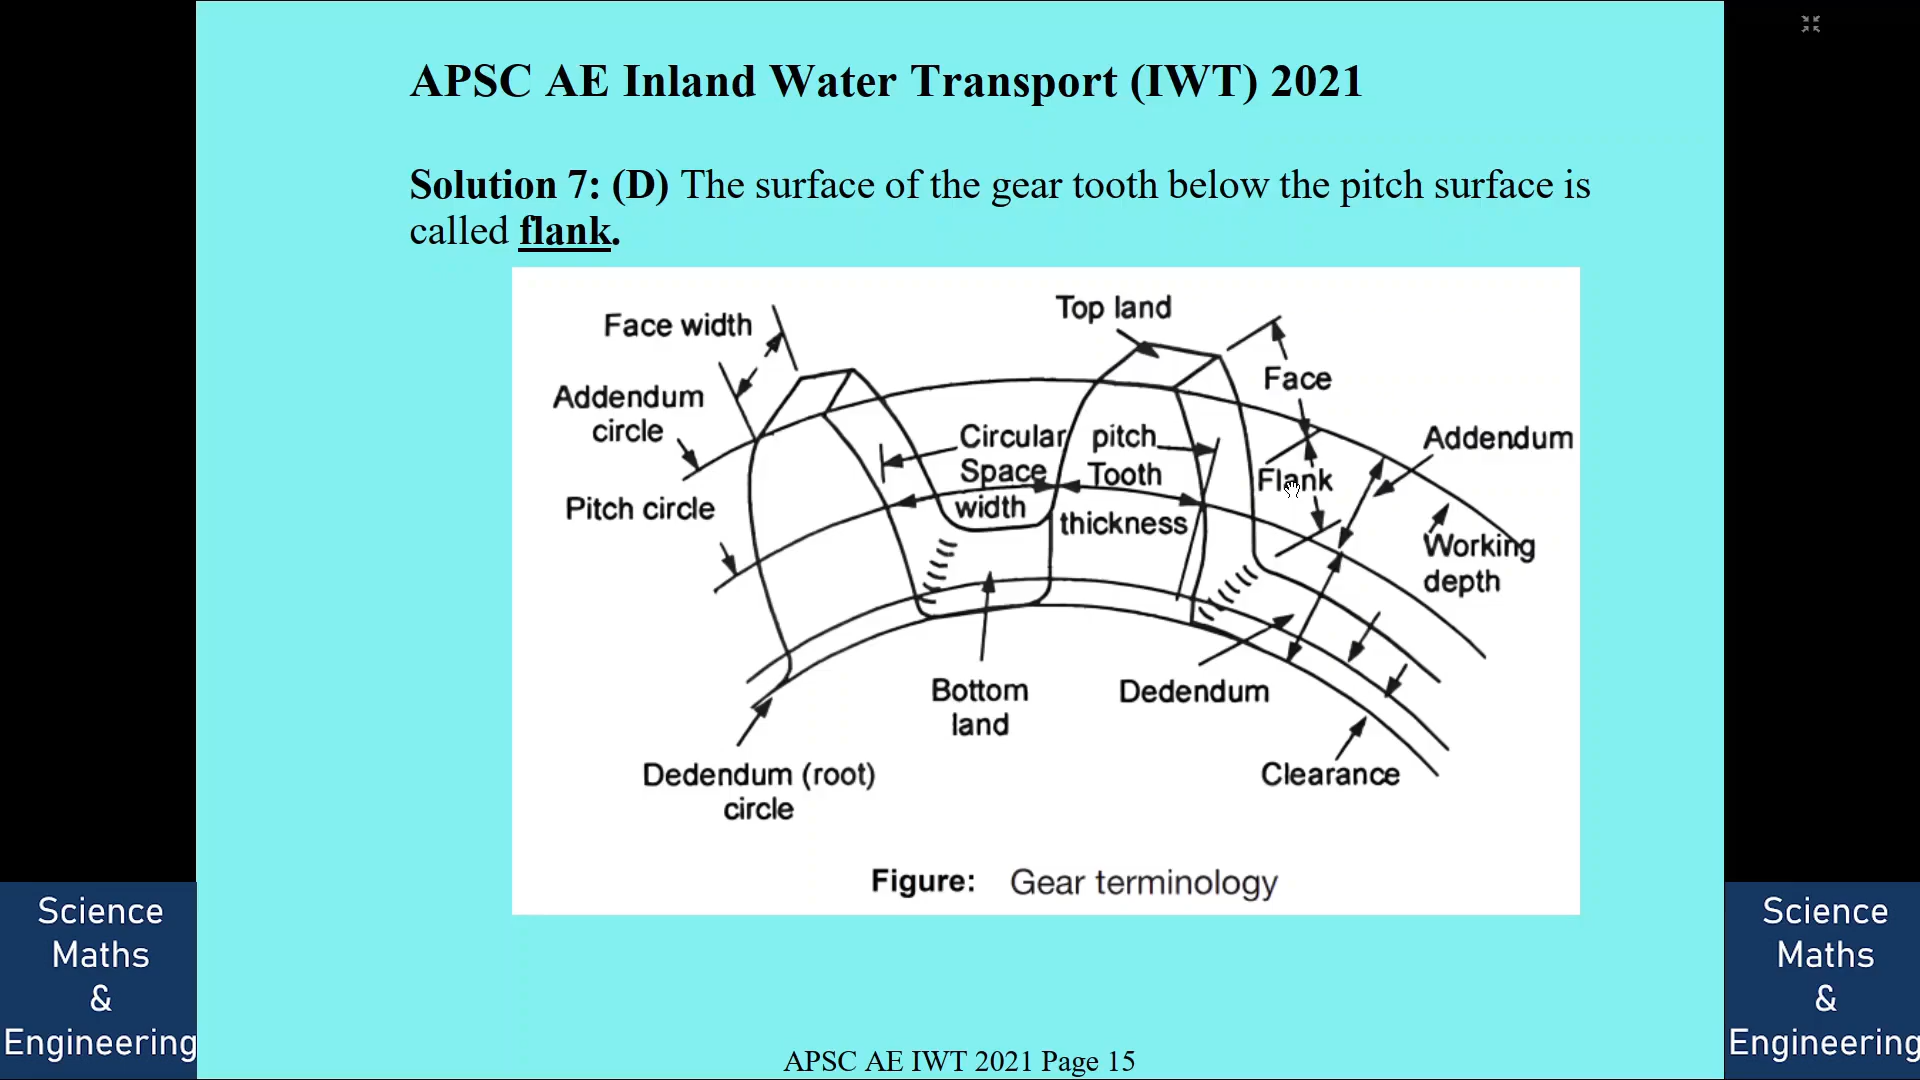 APSC AE Inland Water Transport (IWT) 2021
Solution 7: (D) The surface of the gear tooth below the pitch surface is
called flank.
Top land
Face width
Face
Addendum
circle
Circular pitch
Addendum
Space Tooth
Flank
width
thickness
Pitch circle
Working
depth
Bottom
land
Dedendum
Dedendum (root)
circle
Clearance
Figure: Gear terminology
Science
Maths
&
Engineering
Science
Maths
&
Engineering
APSC AE IWT 2021 Page 15